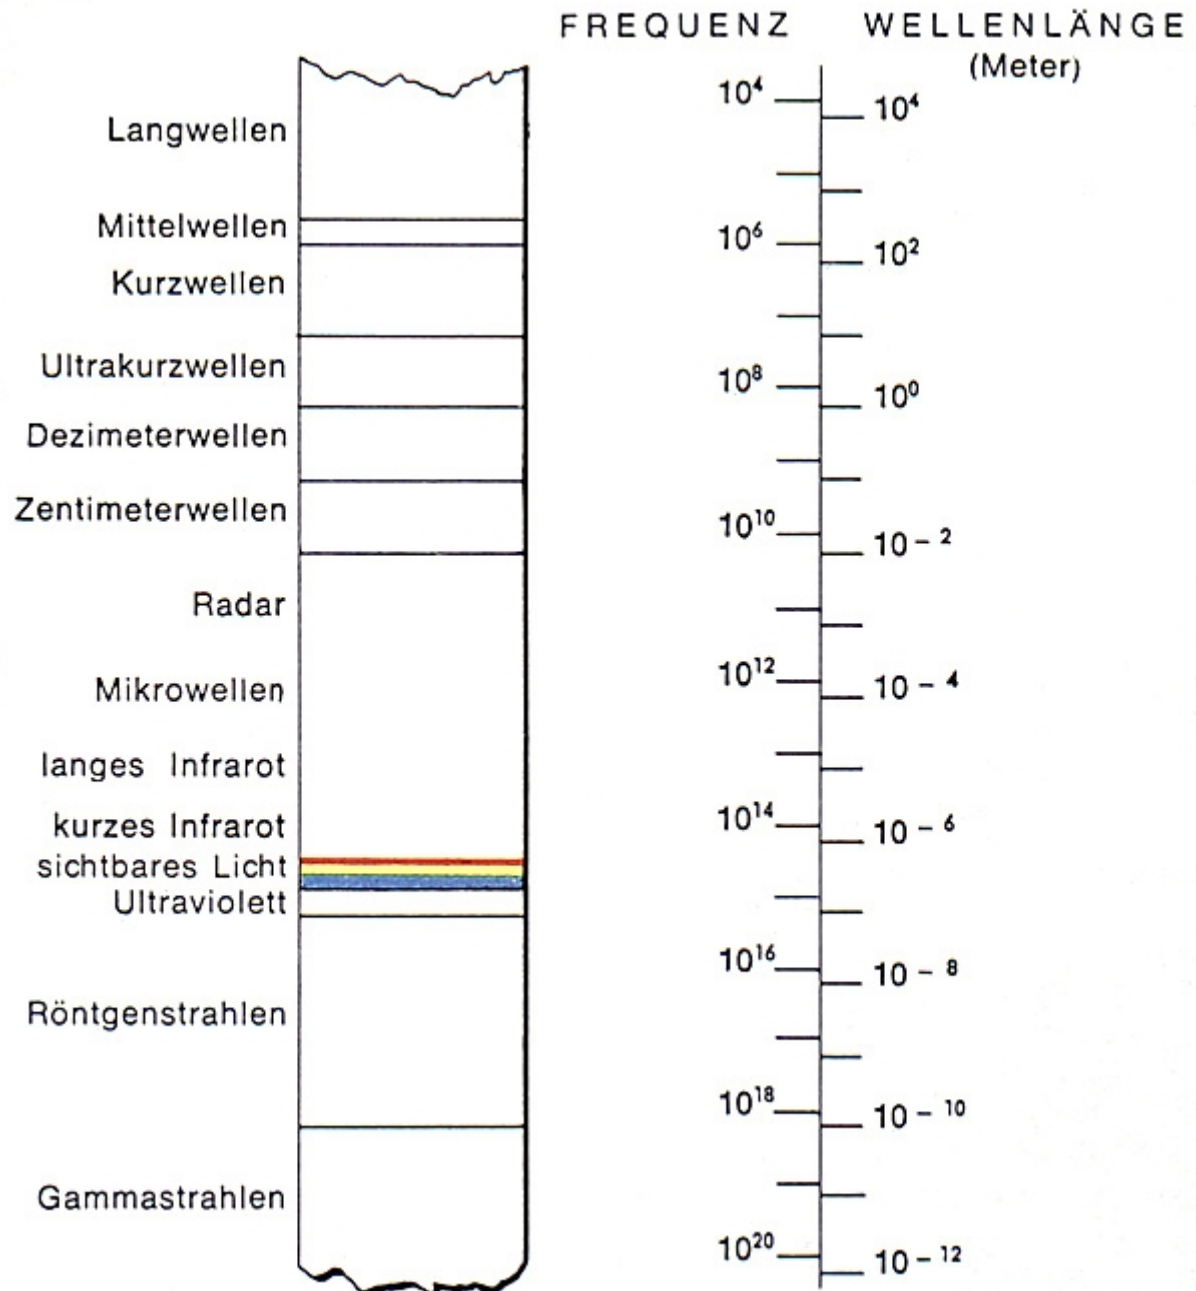 FREQUENZ WELLENLÄNGE
(Meter)
10⁴ 10⁴
Langwellen
Mittelwellen
10⁶ 10²
Kurzwellen
Ultrakurzwellen
10⁸ 10⁰
Dezimeterwellen
Zentimeterwellen
10¹⁰ 10⁻²
Radar
Mikrowellen
10¹² 10⁻⁴
langes Infrarot
kurzes Infrarot
10¹⁴ 10⁻⁶
sichtbares Licht
Ultraviolett
10¹⁶ 10⁻⁸
Röntgenstrahlen
10¹⁸ 10⁻¹⁰
Gammastrahlen
10²⁰ 10⁻¹²